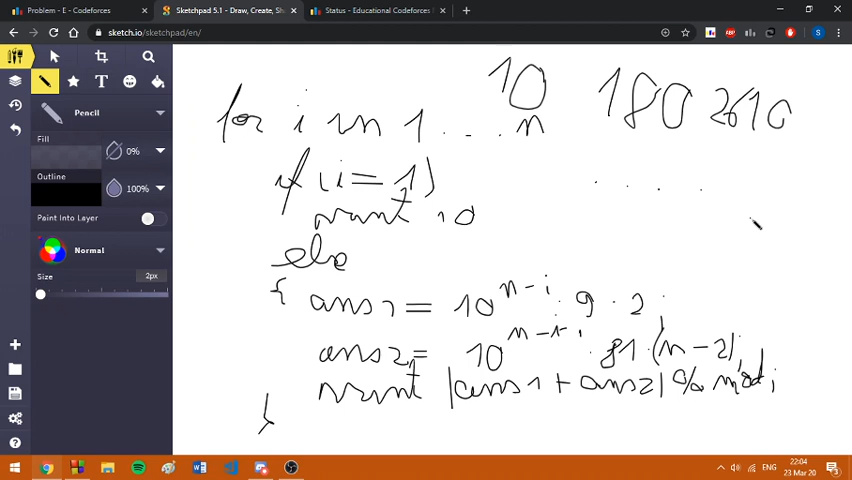 Problem - E - Codeforces
Sketchpad 5.1 - Draw, Create, Sh
Status - Educational Codeforces
sketch.io/sketchpad/en/
Pencil
Fill
0%
Outline
100%
Paint Into Layer
Normal
Size
2px
10 180 2610
for i in 1 . . . n
if (i == 1)
print 10
else
{ ans1 = 10^n-i . 9 . 2 ;
ans2 = 10^n-1-i . 81 . (n-2);
print (ans1 + ans2) % mod;
}
ENG
22:04
23 Mar 20